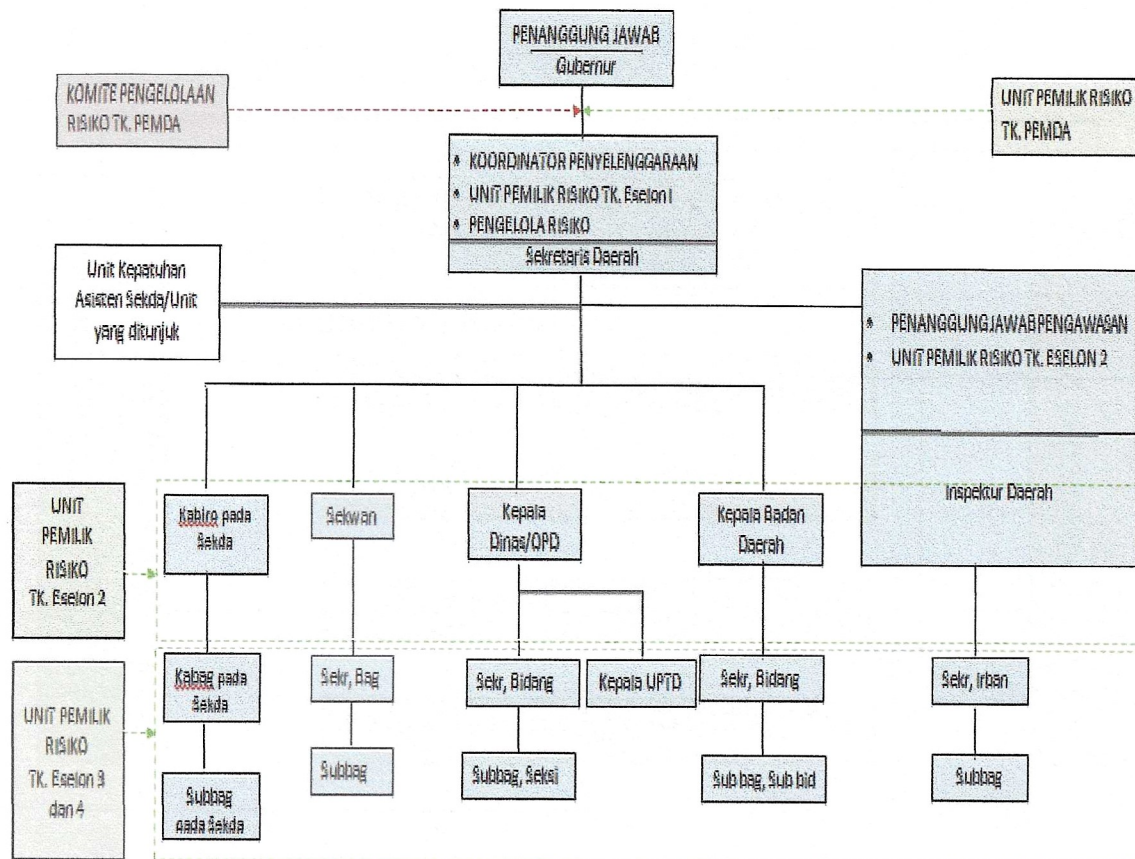 PENANGGUNG JAWAB
Gubernur
KOMITE PENGELOLAAN
RISIKO TK. PEMDA
UNIT PEMILIK RISIKO
TK. PEMDA
• KOORDINATOR PENYELENGGARAAN
• UNIT PEMILIK RISIKO TK. Eselon I
• PENGELOLA RISIKO
Sekretaris Daerah
Unit Kepatuhan
Asisten Sekda/Unit
yang ditunjuk
• PENANGGUNG JAWAB PENGAWASAN
• UNIT PEMILIK RISIKO TK. ESELON 2
Inspektur Daerah
UNIT
PEMILIK
RISIKO
TK. Eselon 2
Kabiro pada
Sekda
Sekwan
Kepala
Dinas/OPD
Kepala Badan
Daerah
UNIT PEMILIK
RISIKO
TK. Eselon 3
dan 4
Kabag pada
Sekda
Sekr, Bag
Sekr, Bidang
Kepala UPTD
Sekr, Bidang
Sekr, Irban
Subbag
pada Sekda
Subbag
Subbag, Seksi
Sub bag, Sub bid
Subbag